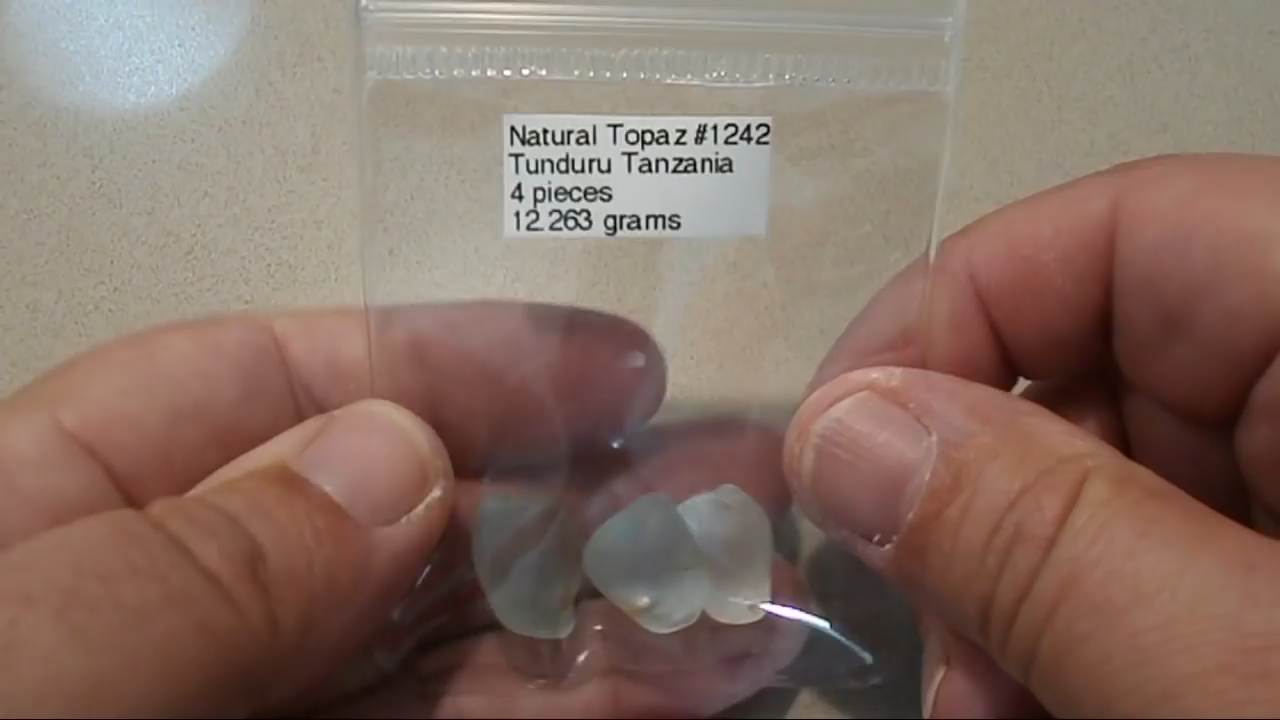 Natural Topaz #1242
Tunduru Tanzania
4 pieces
12.263 grams